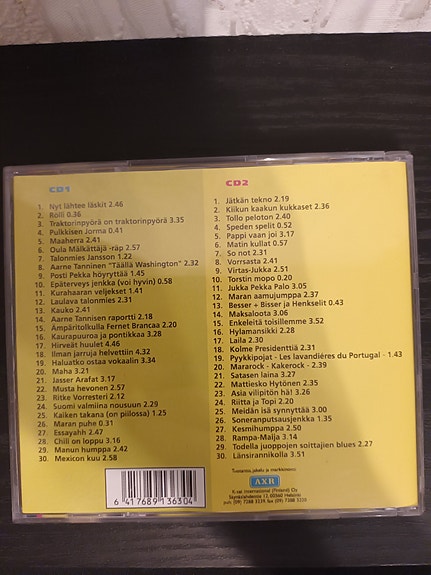 CD1
1. Nyt lähtee läskit 2.46
2. Rölli 0.36
3. Traktorinpyörä on traktorinpyörä 3.35
4. Pulkkisen Jorma 0.41
5. Maaherra 2.41
6. Oula Mälkättäjä -räp 2.57
7. Talonmies Jansson 1.22
8. Aarne Tanninen "Täällä Washington" 2.32
9. Posti Pekka höyryttää 1.45
10. Epäterveys jenkka (voi hyvin) 0.58
11. Kurahaaran veljekset 1.41
12. Laulava talonmies 2.31
13. Kauko 2.41
14. Aarne Tannisen raportti 2.18
15. Ämpäritolkulla Fernet Brancaa 2.20
16. Kaurapuuroa ja pontikkaa 3.28
17. Hirveät huulet 4.46
18. Ilman jarruja helvettiin 4.32
19. Haluatko ostaa vokaalin 3.34
20. Maha 3.21
21. Jasser Arafat 3.17
22. Musta hevonen 2.57
23. Ritke Vorresteri 2.12
24. Suomi valmiina nousuun 2.29
25. Kaiken takana (on piilossa) 1.25
26. Maran puhe 0.31
27. Essayahh 2.47
28. Chili on loppu 3.16
29. Manun humppa 2.42
30. Mexicon kuu 2.58
CD2
1. Jätkän tekno 2.19
2. Kliikun kaakun kukkaset 2.36
3. Tollo peloton 2.40
4. Speden spelit 0.52
5. Pappi vaan joi 3.17
6. Matin kullat 0.57
7. So not 2.31
8. Vorrsasta 2.41
9. Virtas-Jukka 2.51
10. Torstin mopo 0.20
11. Jukka Pekka Palo 3.05
12. Maran aamujumppa 2.37
13. Besser + Bisser ja Henkselit 0.43
14. Maksaloota 3.06
15. Enkeleitä toisillemme 3.52
16. Hylamansikki 2.28
17. Laila 2.30
18. Kolme Presidenttiä 2.31
19. Pyykkipojat - Les lavandiéres du Portugal - 1.43
20. Mararock - Kakerock - 2.39
21. Satasen laina 3.27
22. Mattiesko Hytönen 2.35
23. Asia vilipitön hä! 3.26
24. Riitta ja Topi 2.20
25. Meidän isä synnyttää 3.00
26. Soneranputsausjenkka 1.35
27. Kesmihumppa 2.50
28. Rampa-Maija 3.14
29. Todella juoppojen soittajien blues 2.27
30. Länsirannikolla 3.51
Tuotanto, jakelu ja markkinointi:
AXR
International (Finland) Oy
6 417689 136304